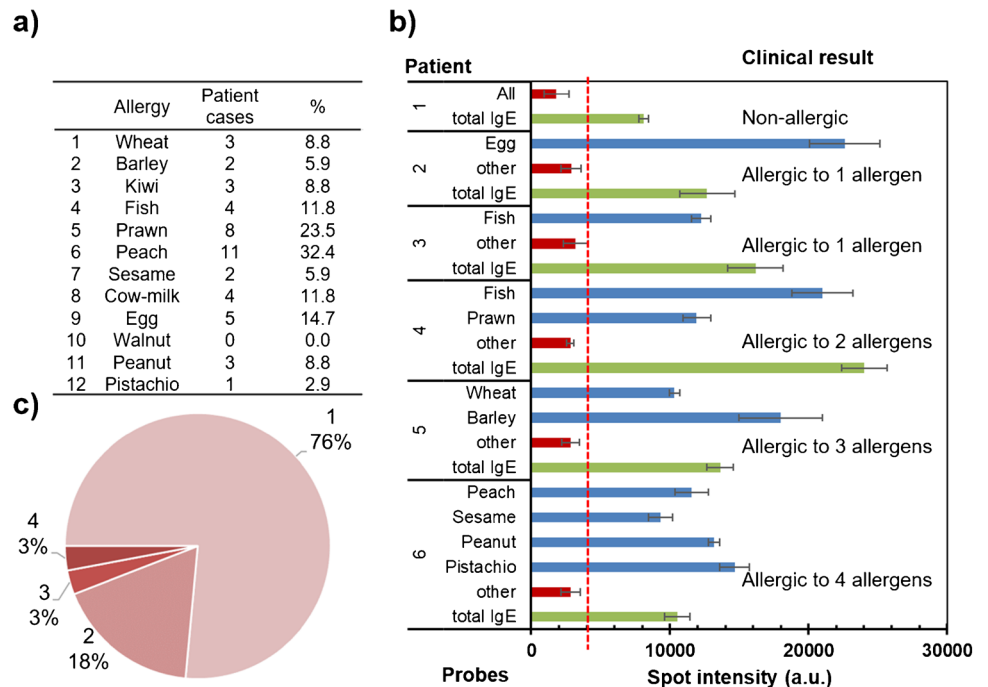 a)
Allergy Patient cases %
1 Wheat 3 8.8
2 Barley 2 5.9
3 Kiwi 3 8.8
4 Fish 4 11.8
5 Prawn 8 23.5
6 Peach 11 32.4
7 Sesame 2 5.9
8 Cow-milk 4 11.8
9 Egg 5 14.7
10 Walnut 0 0.0
11 Peanut 3 8.8
12 Pistachio 1 2.9
b)
Patient
Clinical result
1
All
total IgE
Non-allergic
2
Egg
other
total IgE
Allergic to 1 allergen
3
Fish
other
total IgE
Allergic to 1 allergen
4
Fish
Prawn
other
total IgE
Allergic to 2 allergens
5
Wheat
Barley
other
total IgE
Allergic to 3 allergens
6
Peach
Sesame
Peanut
Pistachio
other
total IgE
Allergic to 4 allergens
0 10000 20000 30000
Probes
Spot intensity (a.u.)
c)
1
76%
4
3%
3
3%
2
18%